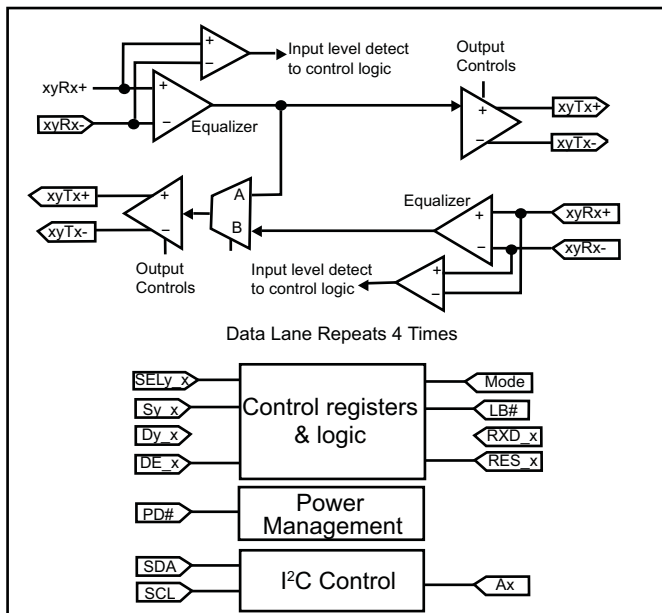 Input level detect
to control logic
Output
Controls
xyRx+
+
−
+
−
xyRx-
Equalizer
+
−
xyTx+
xyTx-
xyTx+
xyTx-
+
−
A
B
Equalizer
+
−
xyRx+
xyRx-
Output
Controls
Input level detect
to control logic
+
−
Data Lane Repeats 4 Times
SELy_x
Sy_x
Dy_x
DE_x
Control registers
& logic
Mode
LB#
RXD_x
RES_x
PD#
Power
Management
SDA
SCL
I²C Control
Ax